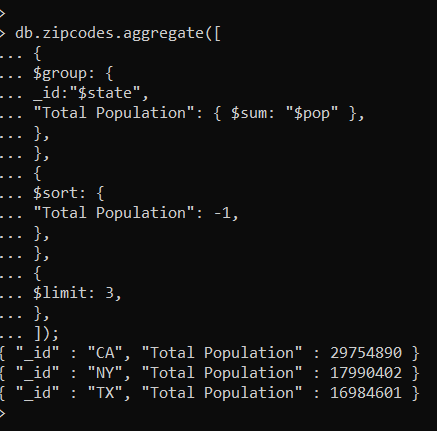 >
> db.zipcodes.aggregate([
... {
... $group: {
... _id:"$state",
... "Total Population": { $sum: "$pop" },
... },
... },
... {
... $sort: {
... "Total Population": -1,
... },
... },
... {
... $limit: 3,
... },
... ]);
{ "_id" : "CA", "Total Population" : 29754890 }
{ "_id" : "NY", "Total Population" : 17990402 }
{ "_id" : "TX", "Total Population" : 16984601 }
>